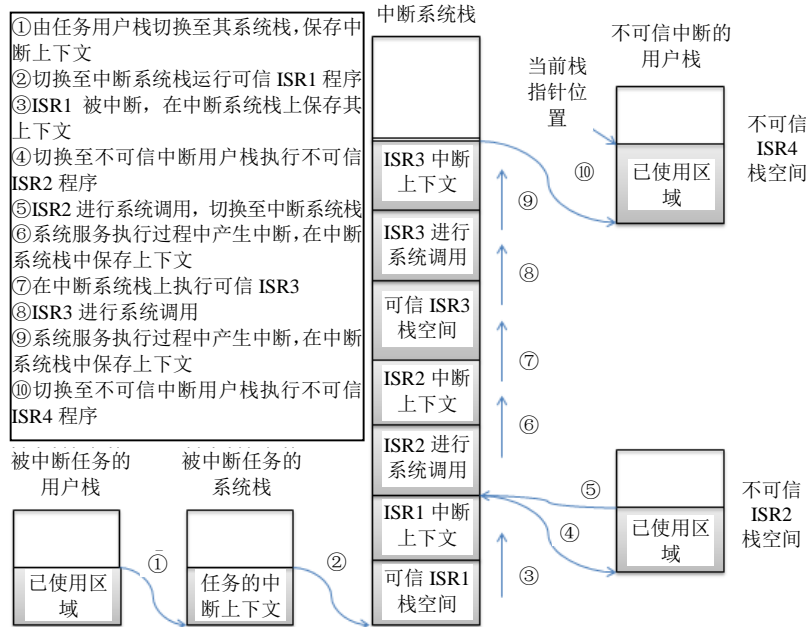 ①由任务用户栈切换至其系统栈，保存中
断上下文
②切换至中断系统栈运行可信 ISR1 程序
③ISR1 被中断，在中断系统栈上保存其
上下文
④切换至不可信中断用户栈执行不可信
ISR2 程序
⑤ISR2 进行系统调用，切换至中断系统栈
⑥系统服务执行过程中产生中断，在中断
系统栈中保存上下文
⑦在中断系统栈上执行可信 ISR3
⑧ISR3 进行系统调用
⑨系统服务执行过程中产生中断，在中断
系统栈中保存上下文
⑩切换至不可信中断用户栈执行不可信
ISR4 程序
被中断任务的
用户栈
已使用区
域
①
被中断任务的
系统栈
任务的中
断上下文
②
中断系统栈
ISR3 中断
上下文
ISR3 进行
系统调用
可信 ISR3
栈空间
ISR2 中断
上下文
ISR2 进行
系统调用
ISR1 中断
上下文
可信 ISR1
栈空间
⑨
⑧
⑦
⑥
③
⑩
⑤
④
不可信中断的
用户栈
当前栈
指针位
置
已使用区
域
不可信
ISR4
栈空间
已使用区
域
不可信
ISR2
栈空间